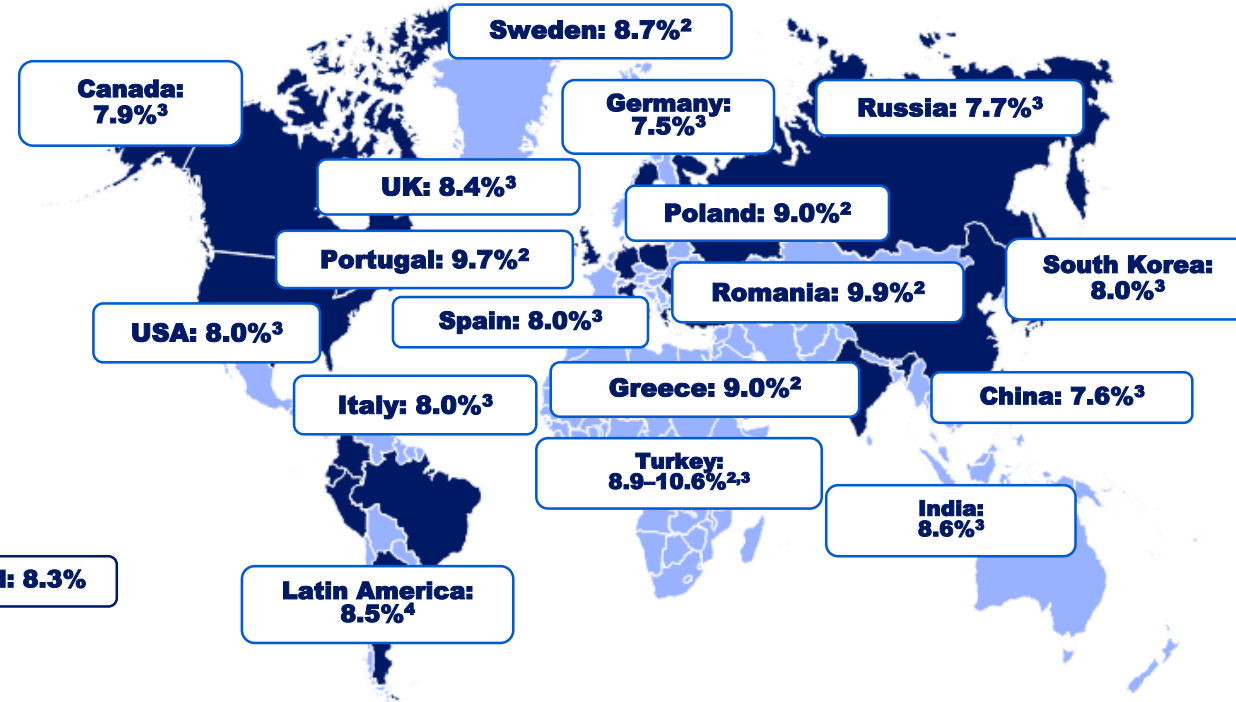 Sweden: 8.7%²
Canada:
7.9%³
Germany:
7.5%³
Russia: 7.7%³
UK: 8.4%³
Poland: 9.0%²
Portugal: 9.7%²
South Korea:
8.0%³
Romania: 9.9%²
USA: 8.0%³
Spain: 8.0%³
Greece: 9.0%²
Italy: 8.0%³
China: 7.6%³
Turkey:
8.9–10.6%²,³
India:
8.6%³
8.3%
Latin America:
8.5%⁴